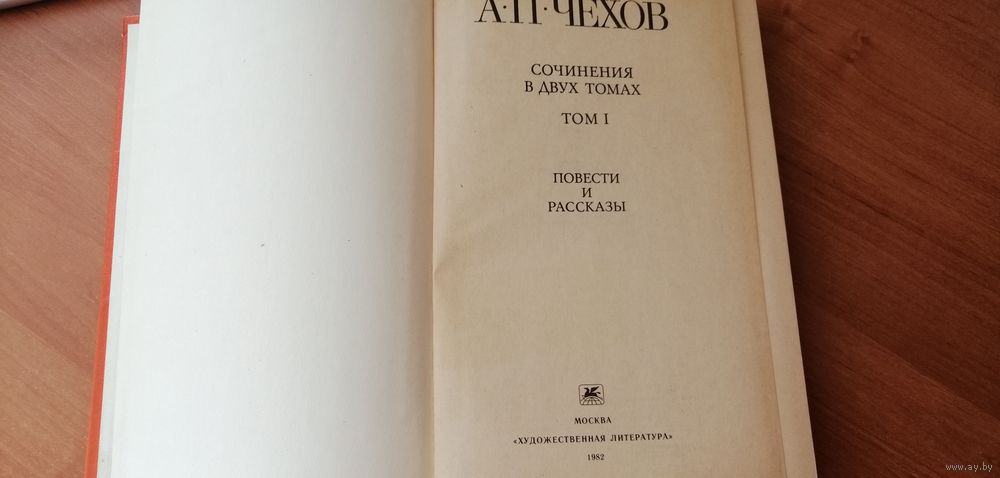 А·П·ЧЕХОВ
СОЧИНЕНИЯ
В ДВУХ ТОМАХ
ТОМ I
ПОВЕСТИ
И
РАССКАЗЫ
МОСКВА
«ХУДОЖЕСТВЕННАЯ ЛИТЕРАТУРА»
1982
www.ay.by